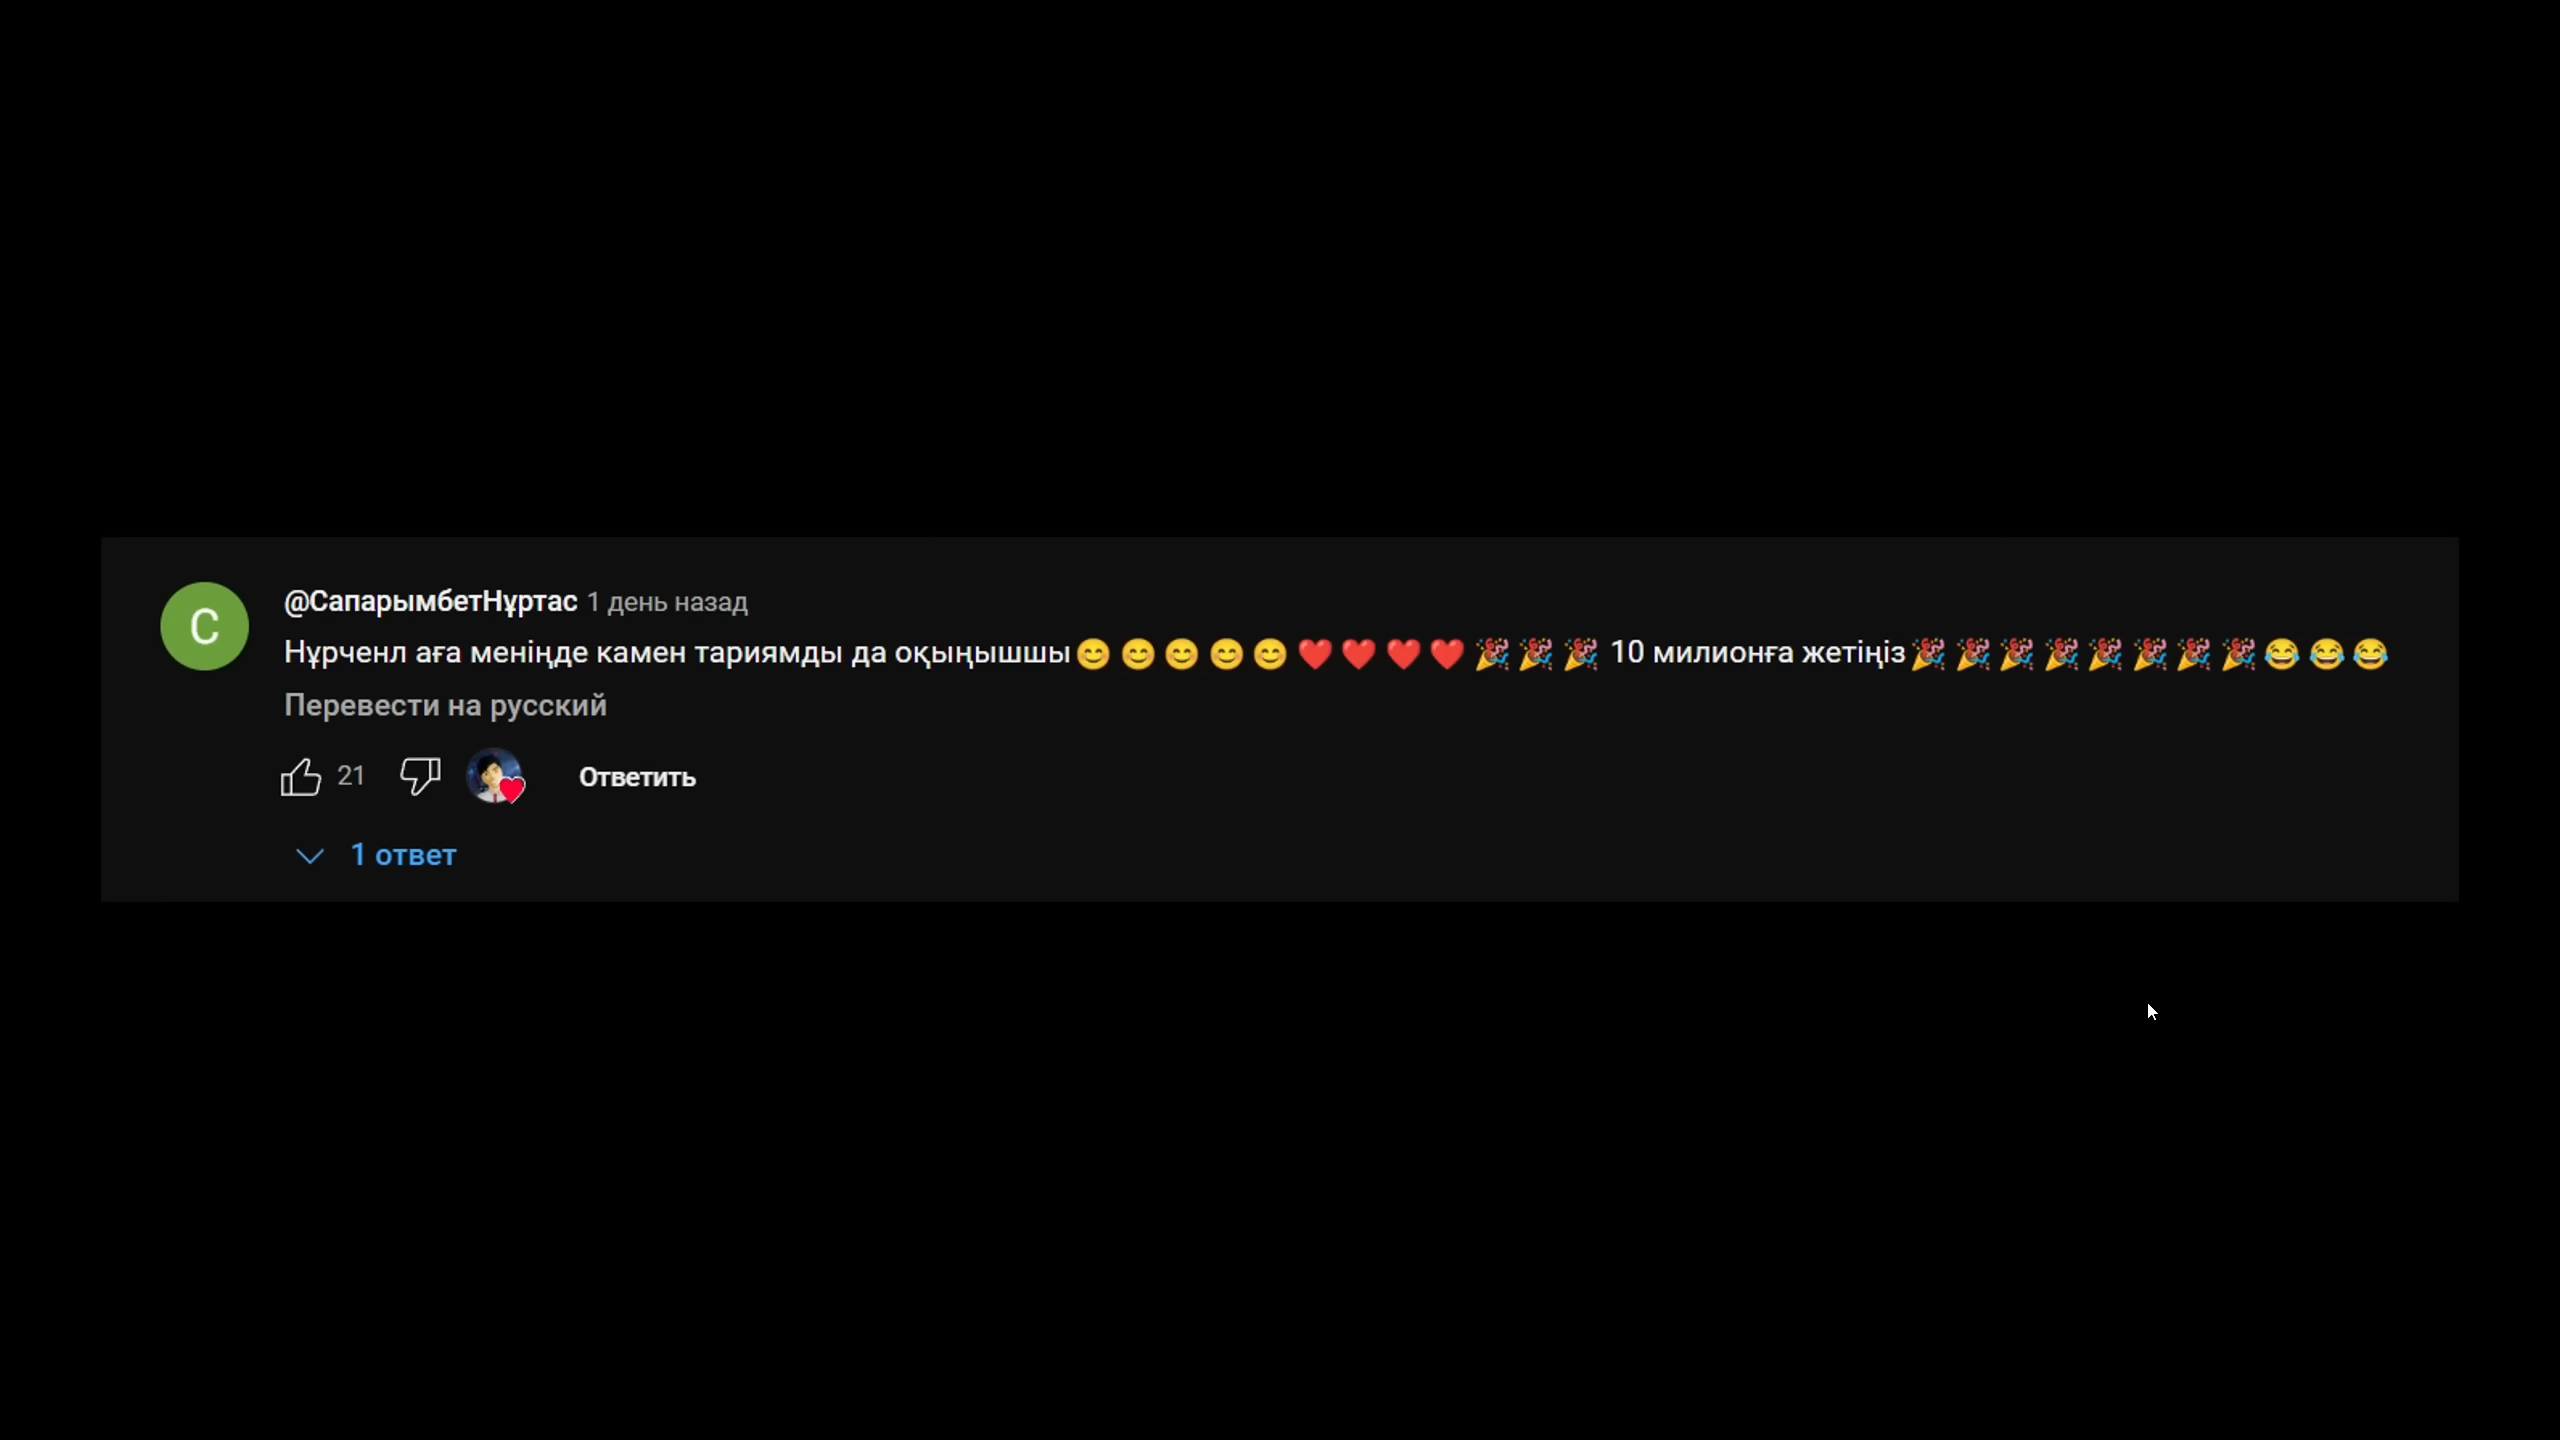 С
@СапарымбетНұртас 1 день назад
Нұрченл аға меніңде камен тариямды да оқыңышшы😊😊😊😊😊❤️❤️❤️❤️🎉🎉🎉 10 милионға жетіңіз🎉🎉🎉🎉🎉🎉🎉🎉😂😂😂
Перевести на русский
21 Ответить
1 ответ